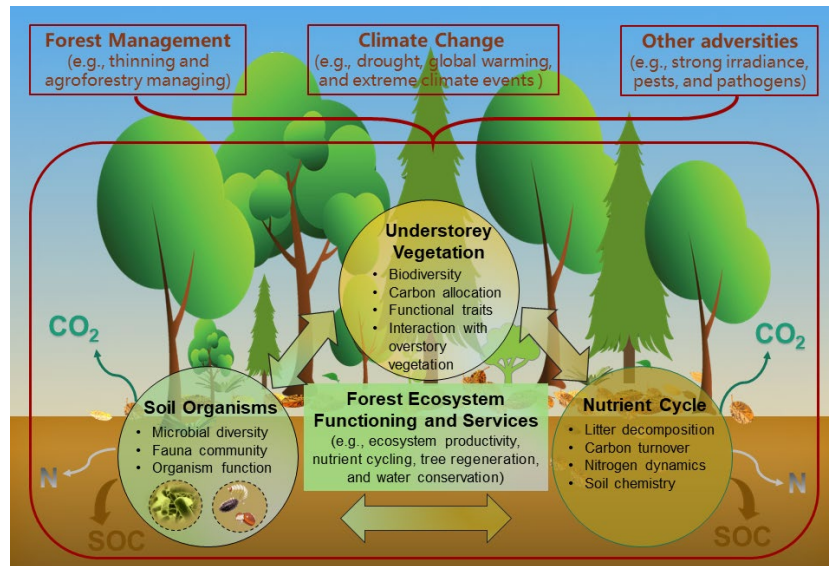 Forest Management
(e.g., thinning and
agroforestry managing)
Climate Change
(e.g., drought, global warming,
and extreme climate events )
Other adversities
(e.g., strong irradiance,
pests, and pathogens)
Understorey
Vegetation
• Biodiversity
• Carbon allocation
• Functional traits
• Interaction with
overstory
vegetation
CO2
CO2
Soil Organisms
• Microbial diversity
• Fauna community
• Organism function
Forest Ecosystem
Functioning and Services
(e.g., ecosystem productivity,
nutrient cycling, tree regeneration,
and water conservation)
Nutrient Cycle
• Litter decomposition
• Carbon turnover
• Nitrogen dynamics
• Soil chemistry
N
N
SOC
SOC